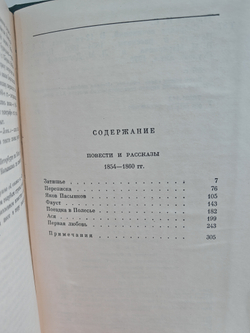 СОДЕРЖАНИЕ
ПОВЕСТИ И РАССКАЗЫ
1854—1860 гг.
Затишье 7
Переписка 76
Яков Пасынков 105
Фауст 143
Поездка в Полесье 182
Ася 199
Первая любовь 243
Примечания 305